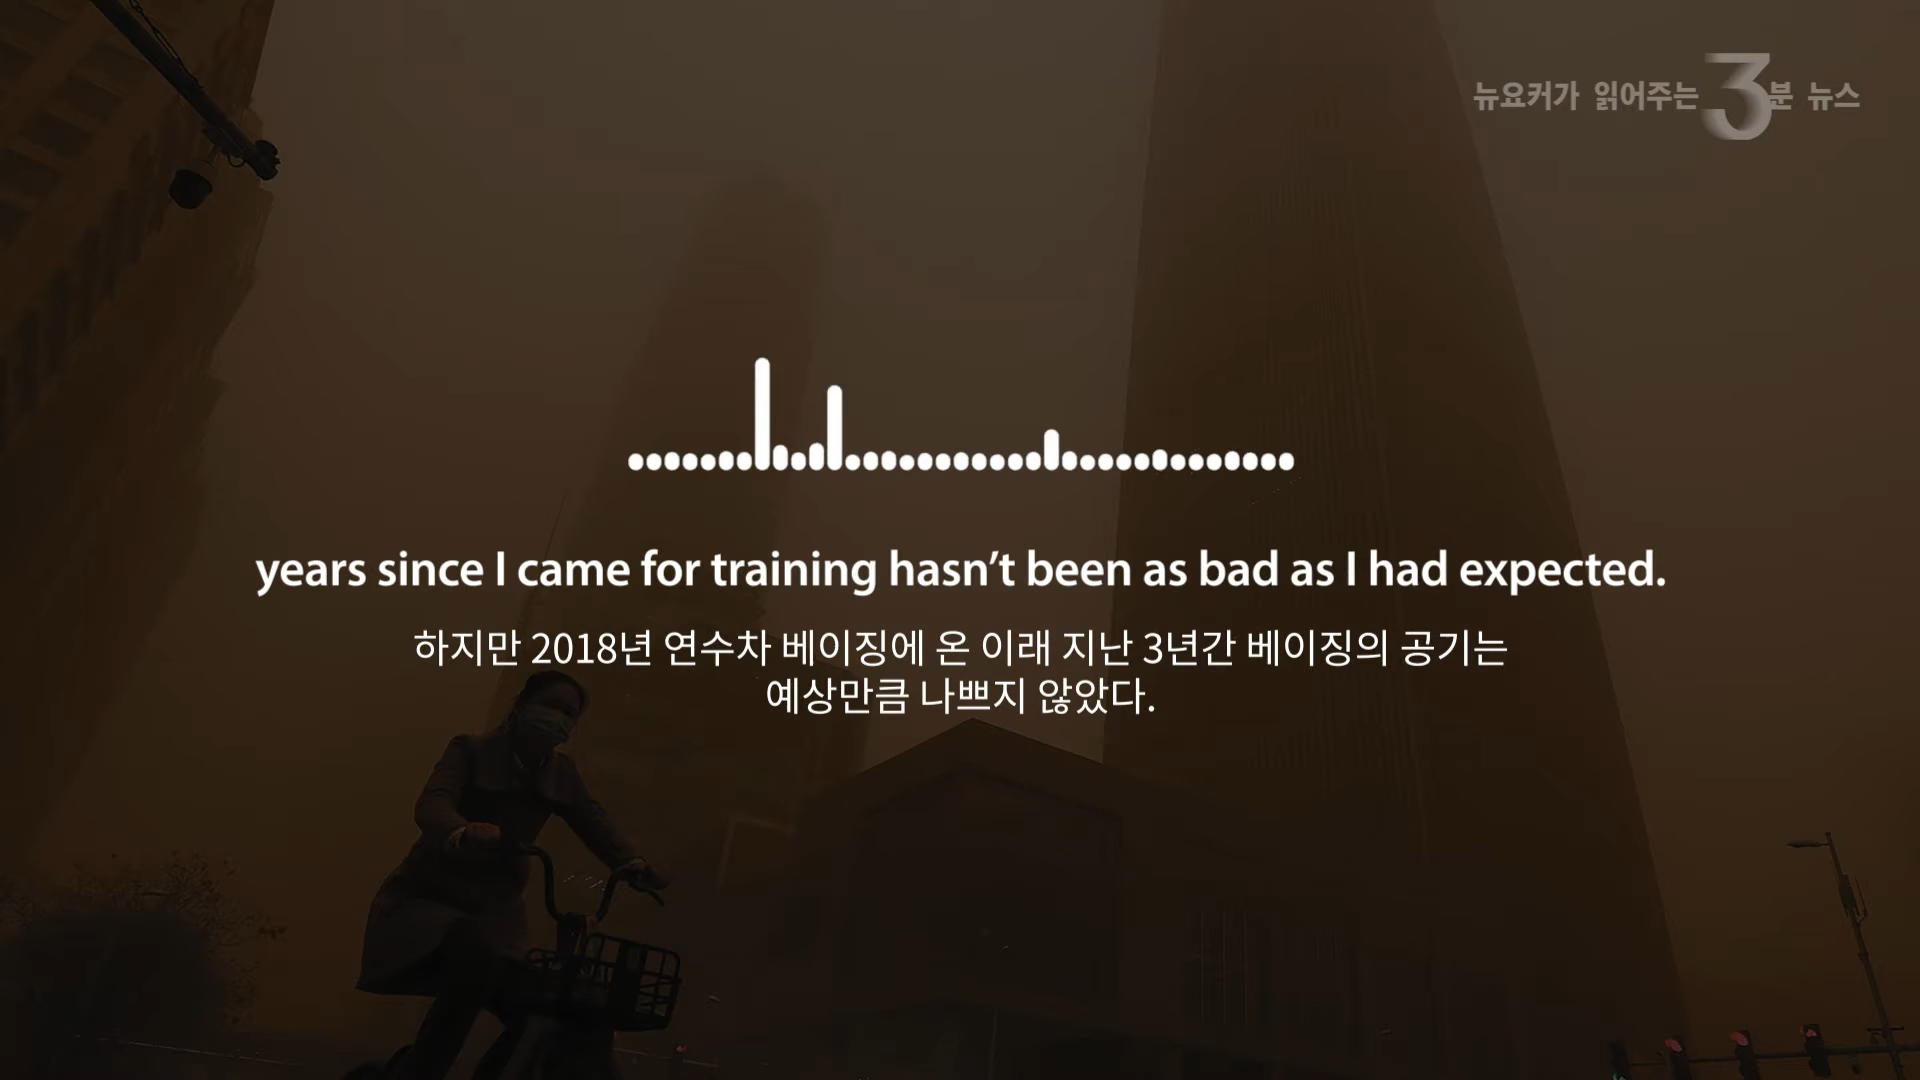 뉴요커가 읽어주는 3분 뉴스
years since I came for training hasn’t been as bad as I had expected.
하지만 2018년 연수차 베이징에 온 이래 지난 3년간 베이징의 공기는
예상만큼 나쁘지 않았다.